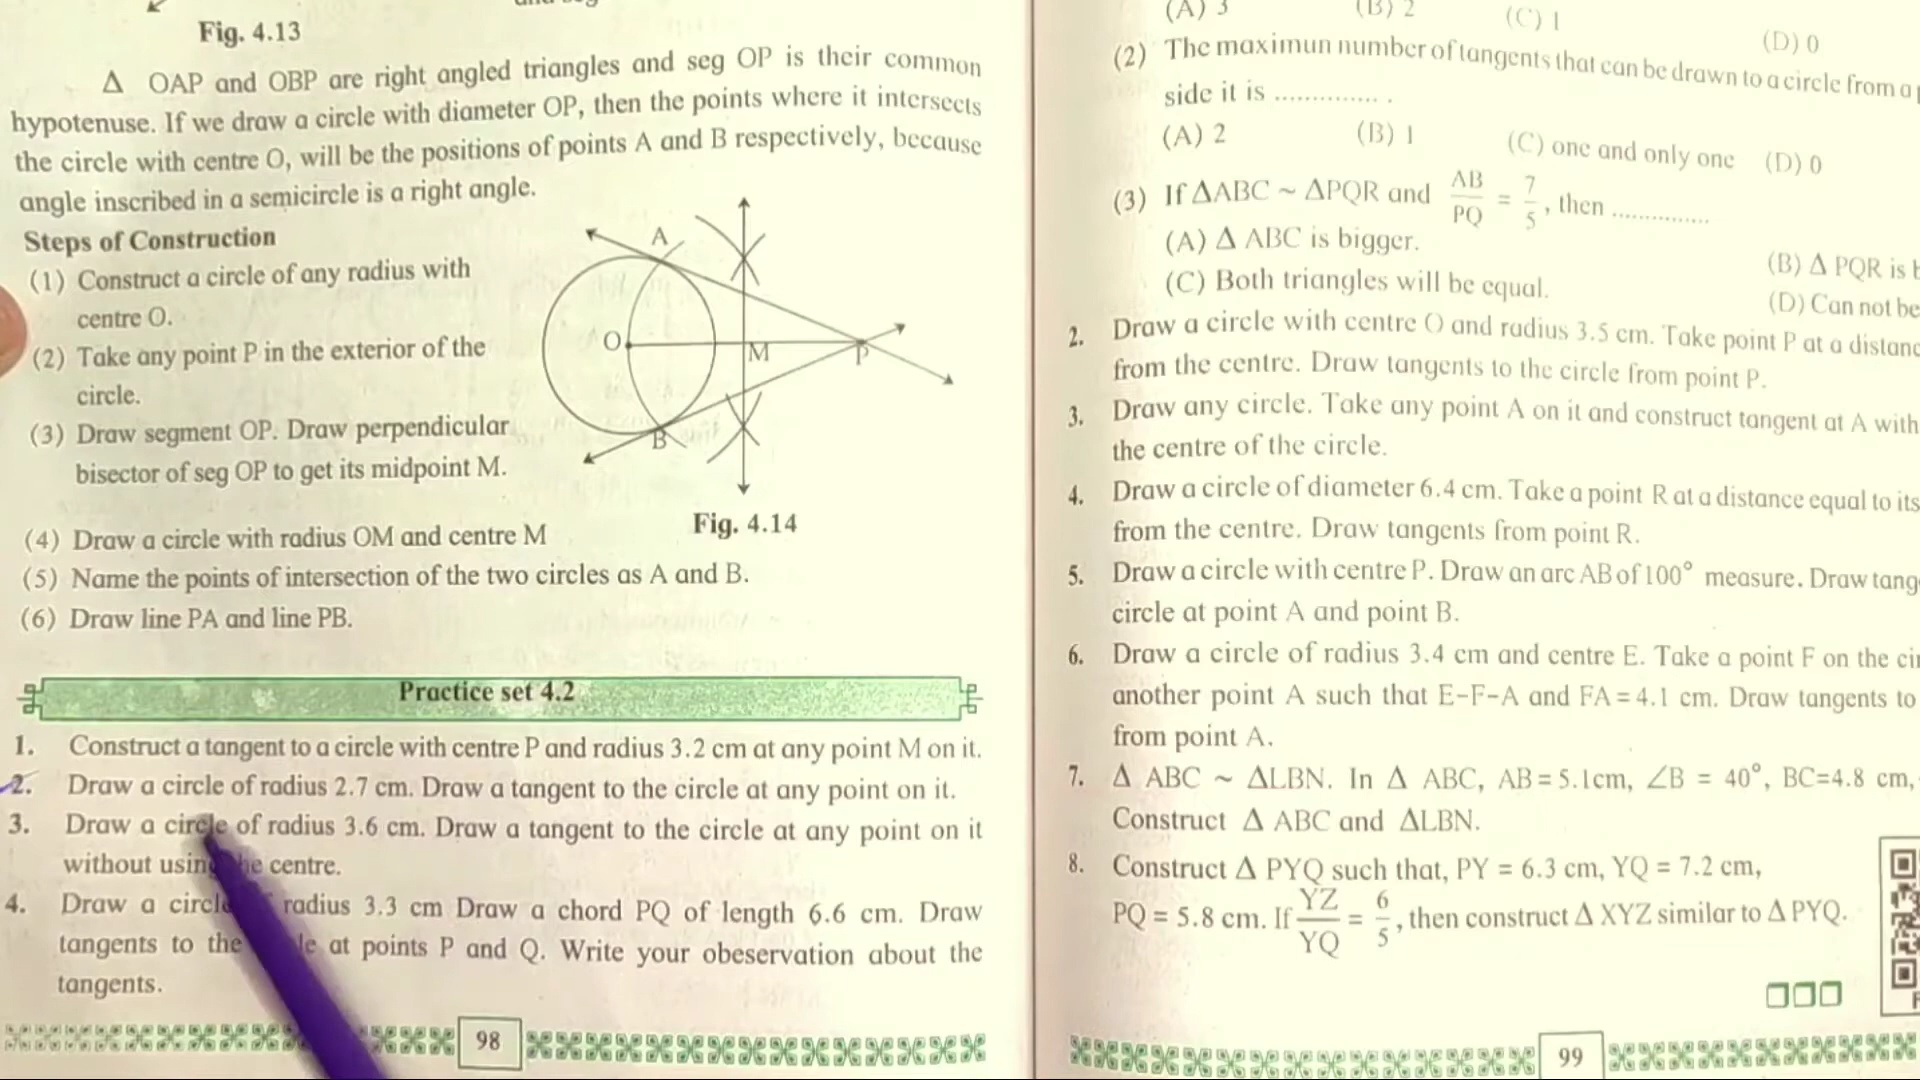 Fig. 4.13
Δ OAP and OBP are right angled triangles and seg OP is their common
hypotenuse. If we draw a circle with diameter OP, then the points where it intersects
the circle with centre O, will be the positions of points A and B respectively, because
angle inscribed in a semicircle is a right angle.
Steps of Construction
(1) Construct a circle of any radius with
centre O.
(2) Take any point P in the exterior of the
circle.
(3) Draw segment OP. Draw perpendicular
bisector of seg OP to get its midpoint M.
A
O
M
P
B
Fig. 4.14
(4) Draw a circle with radius OM and centre M
(5) Name the points of intersection of the two circles as A and B.
(6) Draw line PA and line PB.
Practice set 4.2
1. Construct a tangent to a circle with centre P and radius 3.2 cm at any point M on it.
2. Draw a circle of radius 2.7 cm. Draw a tangent to the circle at any point on it.
3. Draw a circle of radius 3.6 cm. Draw a tangent to the circle at any point on it
without using the centre.
4. Draw a circle radius 3.3 cm Draw a chord PQ of length 6.6 cm. Draw
tangents to the at points P and Q. Write your obeservation about the
tangents.
98
(A) 3 (B) 2 (C) 1 (D) 0
(2) The maximun number of tangents that can be drawn to a circle from a
side it is .............. .
(A) 2 (B) 1 (C) one and only one (D) 0
(3) If ΔABC ~ ΔPQR and AB/PQ = 7/5, then ..............
(A) Δ ABC is bigger.
(B) Δ PQR is
(C) Both triangles will be equal.
(D) Can not be
2. Draw a circle with centre O and radius 3.5 cm. Take point P at a
from the centre. Draw tangents to the circle from point P.
3. Draw any circle. Take any point A on it and construct tangent at A
the centre of the circle.
4. Draw a circle of diameter 6.4 cm. Take a point R at a distance equal to its
from the centre. Draw tangents from point R.
5. Draw a circle with centre P. Draw an arc AB of 100° measure. Draw
circle at point A and point B.
6. Draw a circle of radius 3.4 cm and centre E. Take a point F on the
another point A such that E-F-A and FA = 4.1 cm. Draw tangents to
from point A.
7. Δ ABC ~ ΔLBN. In Δ ABC, AB = 5.1cm, ∠B = 40°, BC=4.8 cm,
Construct Δ ABC and ΔLBN.
8. Construct Δ PYQ such that, PY = 6.3 cm, YQ = 7.2 cm,
PQ = 5.8 cm. If YZ/YQ = 6/5, then construct Δ XYZ similar to Δ PYQ.
99